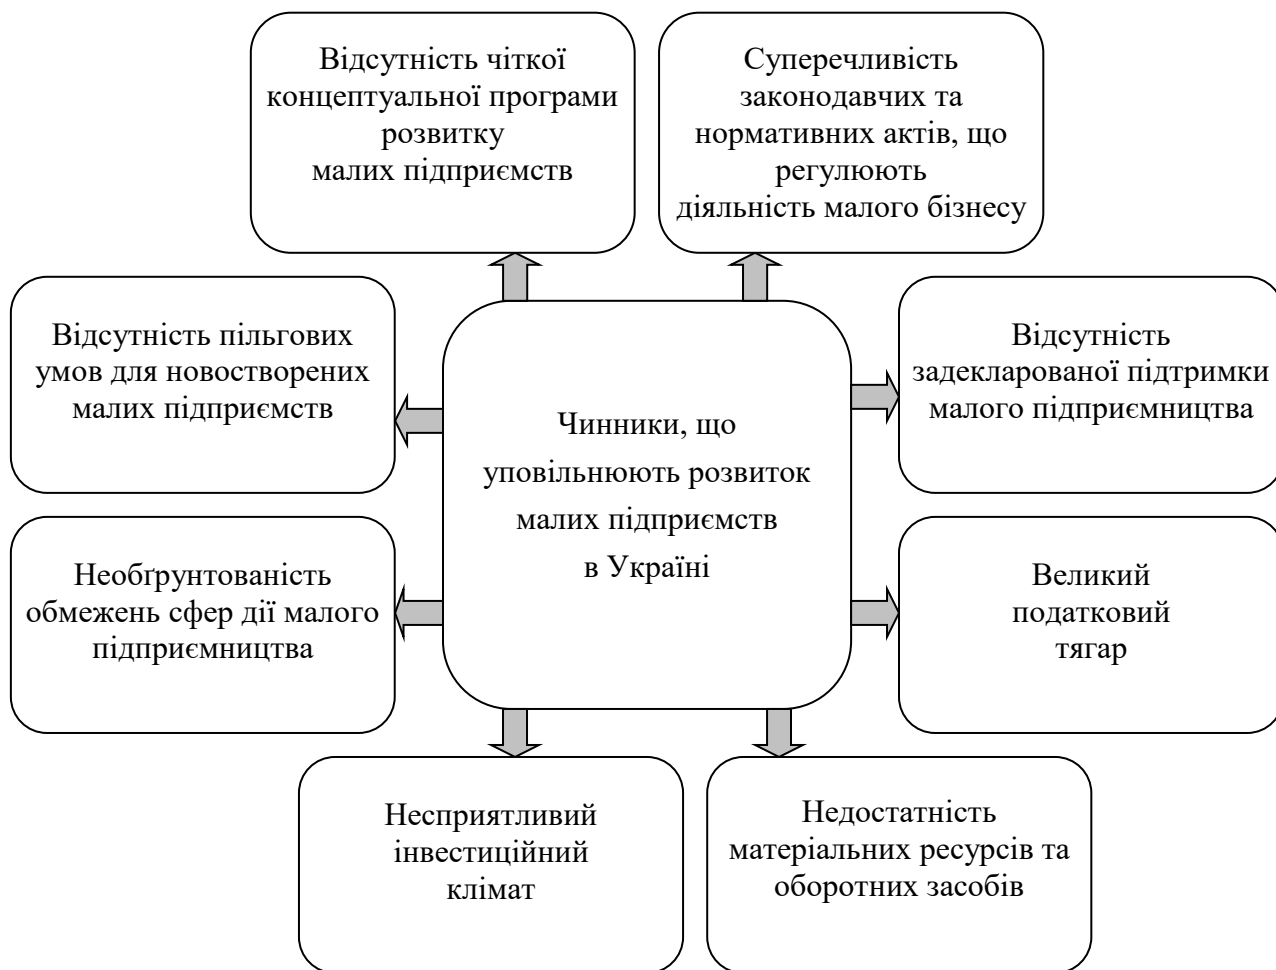 Відсутність чіткої
концептуальної програми
розвитку
малих підприємств
Суперечливість
законодавчих та
нормативних актів, що
регулюють
діяльність малого бізнесу
Відсутність пільгових
умов для новостворених
малих підприємств
Чинники, що
уповільнюють розвиток
малих підприємств
в Україні
Відсутність
задекларованої підтримки
малого підприємництва
Необґрунтованість
обмежень сфер дії малого
підприємництва
Великий
податковий
тягар
Несприятливий
інвестиційний
клімат
Недостатність
матеріальних ресурсів та
оборотних засобів